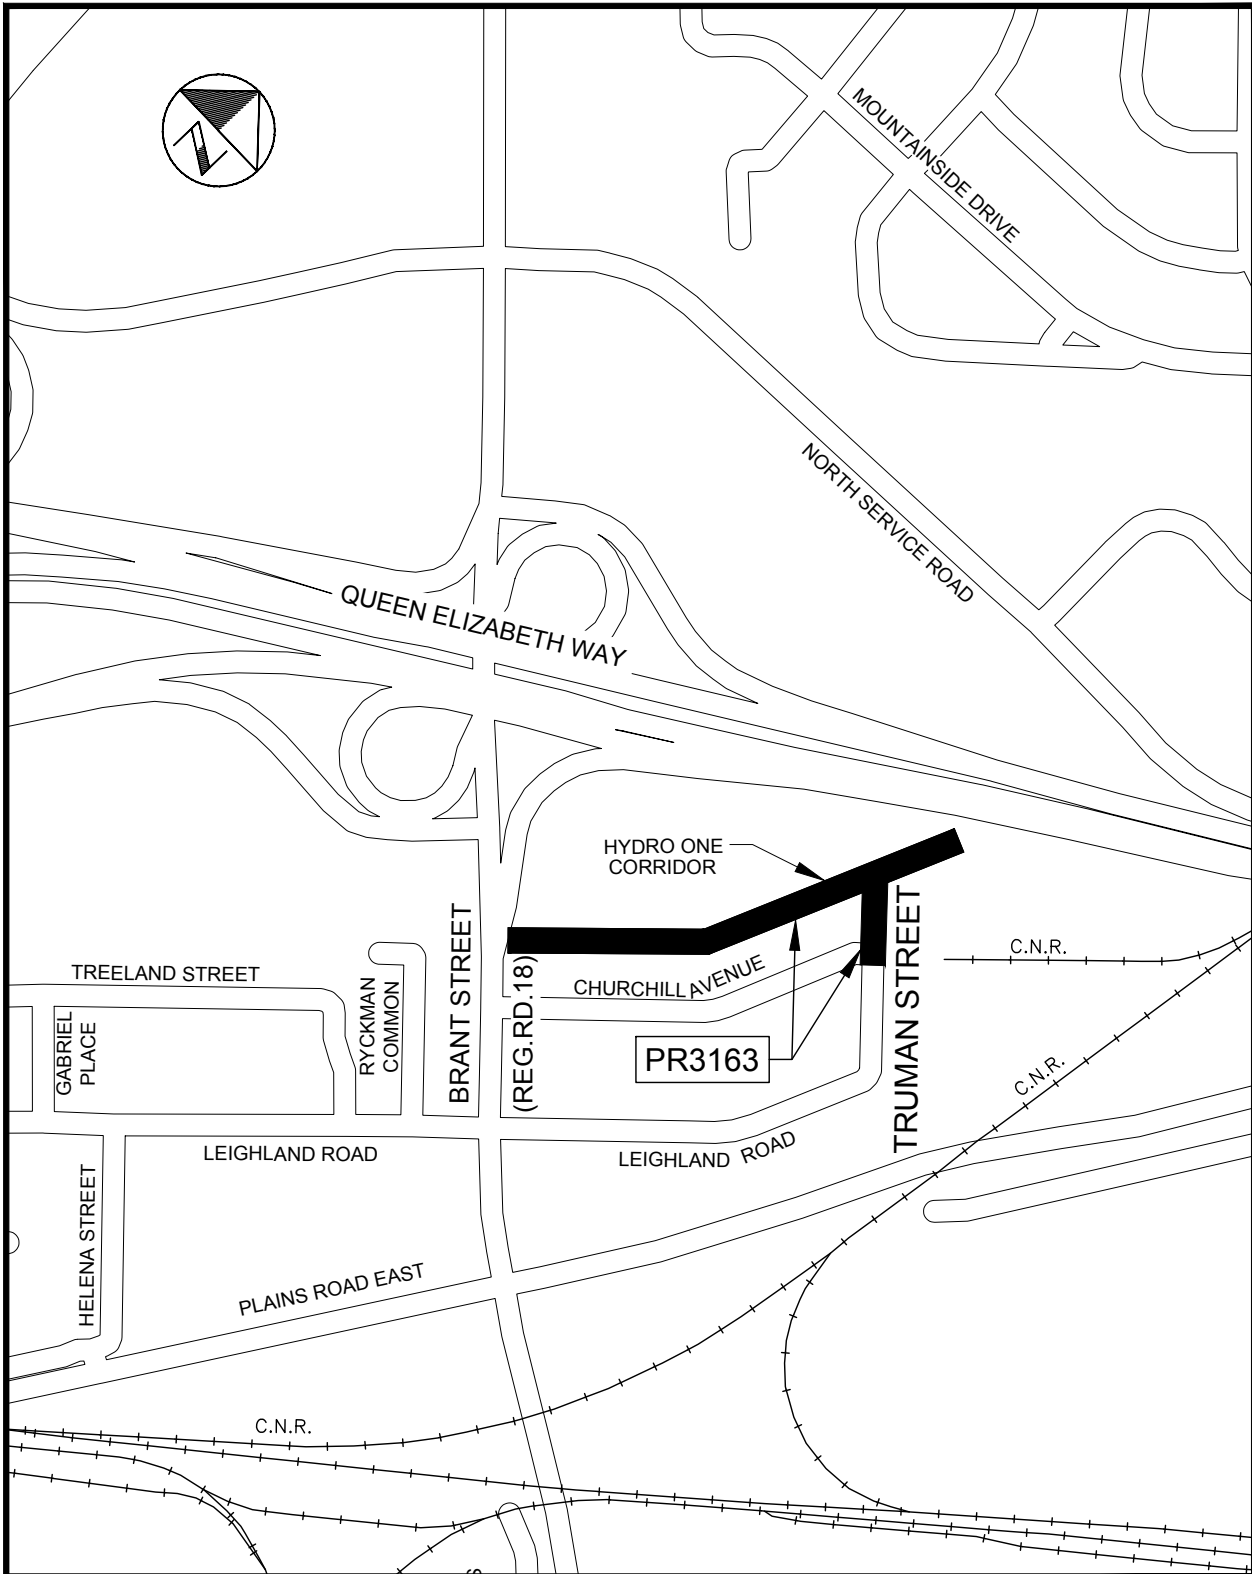 MOUNTAINSIDE DRIVE
NORTH SERVICE ROAD
QUEEN ELIZABETH WAY
HYDRO ONE
CORRIDOR
TRUMAN STREET
BRANT STREET
(REG.RD.18)
C.N.R.
TREELAND STREET
CHURCHILL AVENUE
RYCKMAN
COMMON
GABRIEL
PLACE
PR3163
C.N.R.
LEIGHLAND ROAD
LEIGHLAND ROAD
HELENA STREET
PLAINS ROAD EAST
C.N.R.